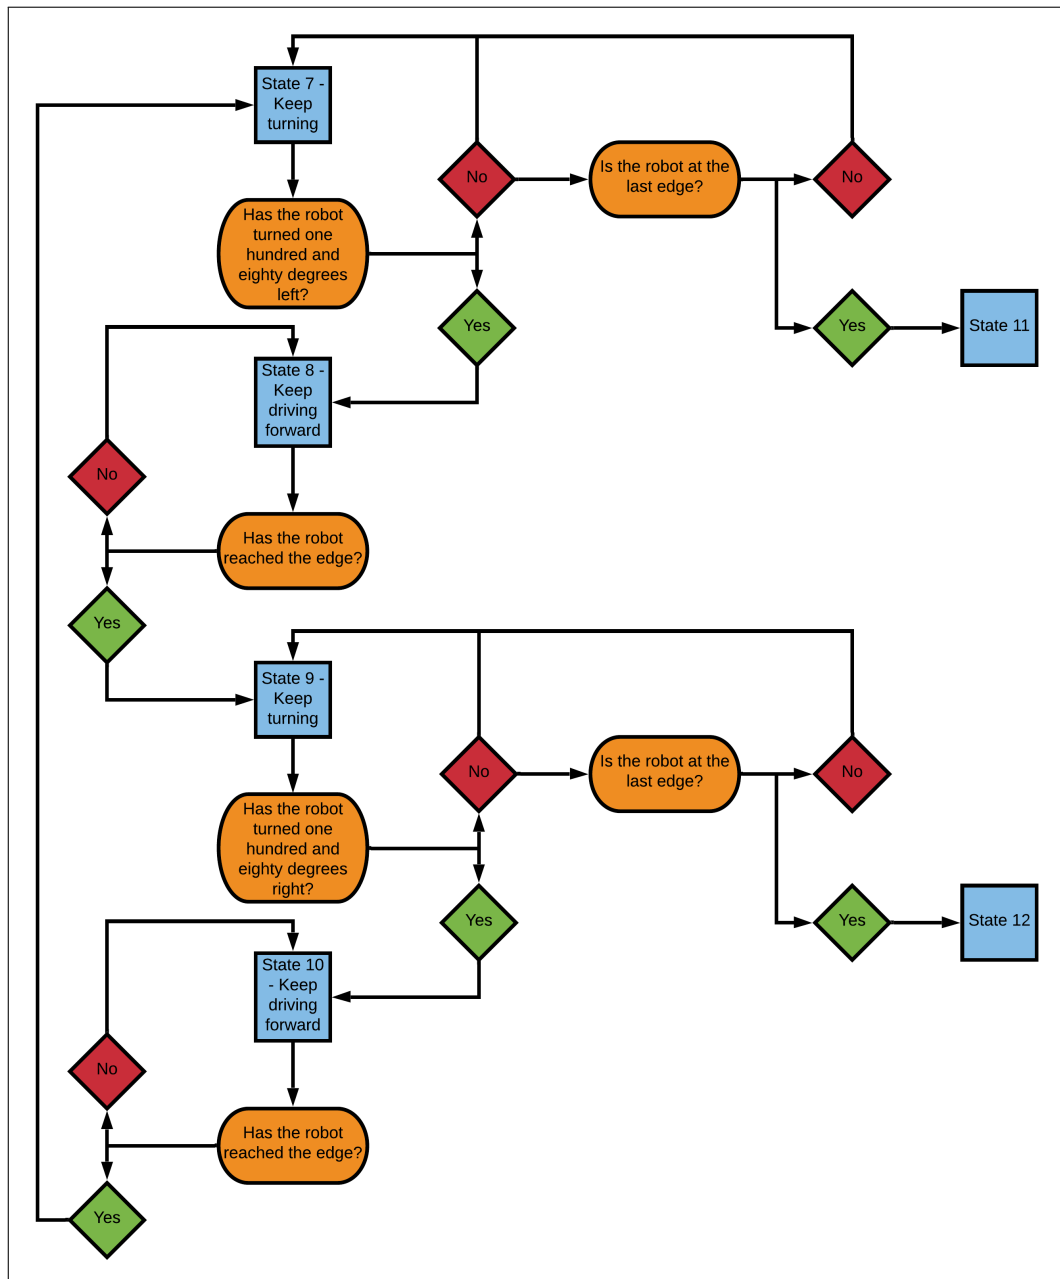 State 7 -
Keep
turning
No
Is the robot at the
last edge?
No
Has the robot
turned one
hundred and
eighty degrees
left?
Yes
Yes
State 11
State 8 -
Keep
driving
forward
No
Has the robot
reached the edge?
Yes
State 9 -
Keep
turning
No
Is the robot at the
last edge?
No
Has the robot
turned one
hundred and
eighty degrees
right?
Yes
Yes
State 12
State 10
- Keep
driving
forward
No
Has the robot
reached the edge?
Yes